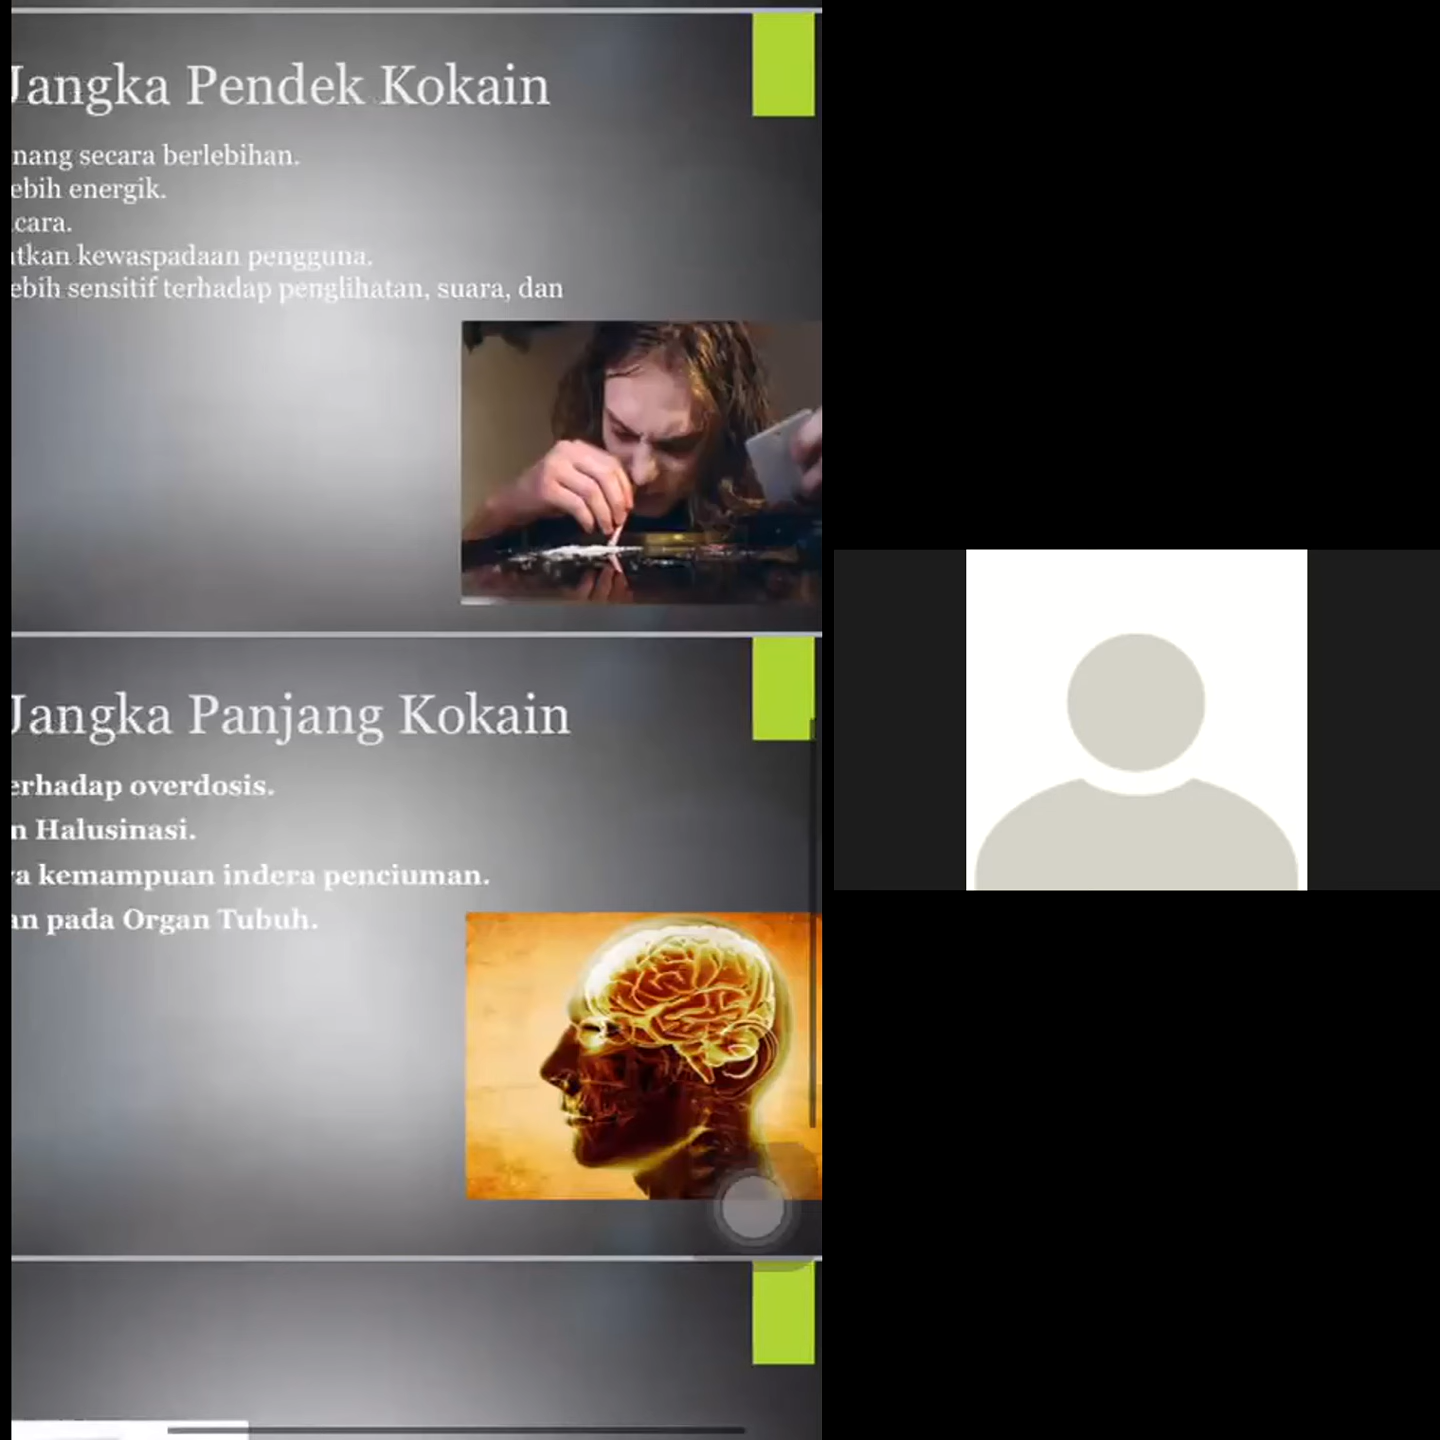 Jangka Pendek Kokain
nang secara berlebihan.
ebih energik.
cara.
tkan kewaspadaan pengguna.
ebih sensitif terhadap penglihatan, suara, dan
Jangka Panjang Kokain
erhadap overdosis.
n Halusinasi.
a kemampuan indera penciuman.
an pada Organ Tubuh.